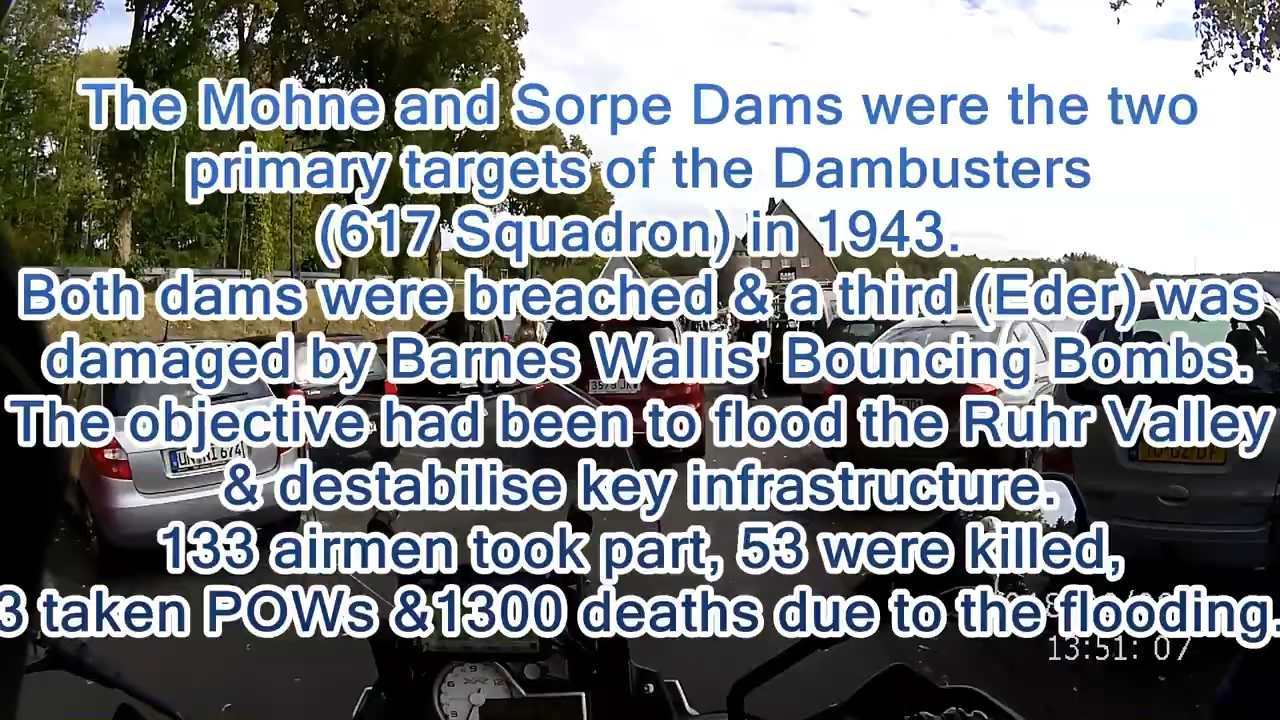 The Mohne and Sorpe Dams were the two
primary targets of the Dambusters
(617 Squadron) in 1943.
Both dams were breached & a third (Eder) was
damaged by Barnes Wallis' Bouncing Bombs.
The objective had been to flood the Ruhr Valley
& destabilise key infrastructure.
133 airmen took part, 53 were killed,
3 taken POWs &1300 deaths due to the flooding.
13:51: 07